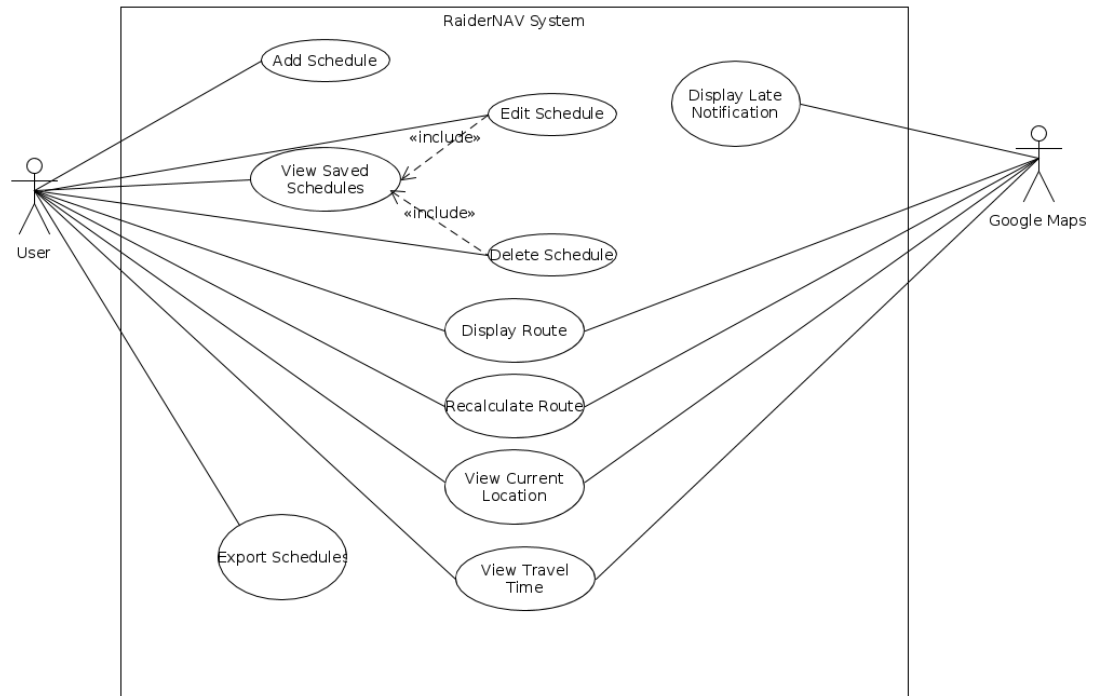 RaiderNAV System
Add Schedule
Display Late
Notification
Edit Schedule
«include»
View Saved
Schedules
«include»
User
Google Maps
Delete Schedule
Display Route
Recalculate Route
View Current
Location
Export Schedules
View Travel
Time